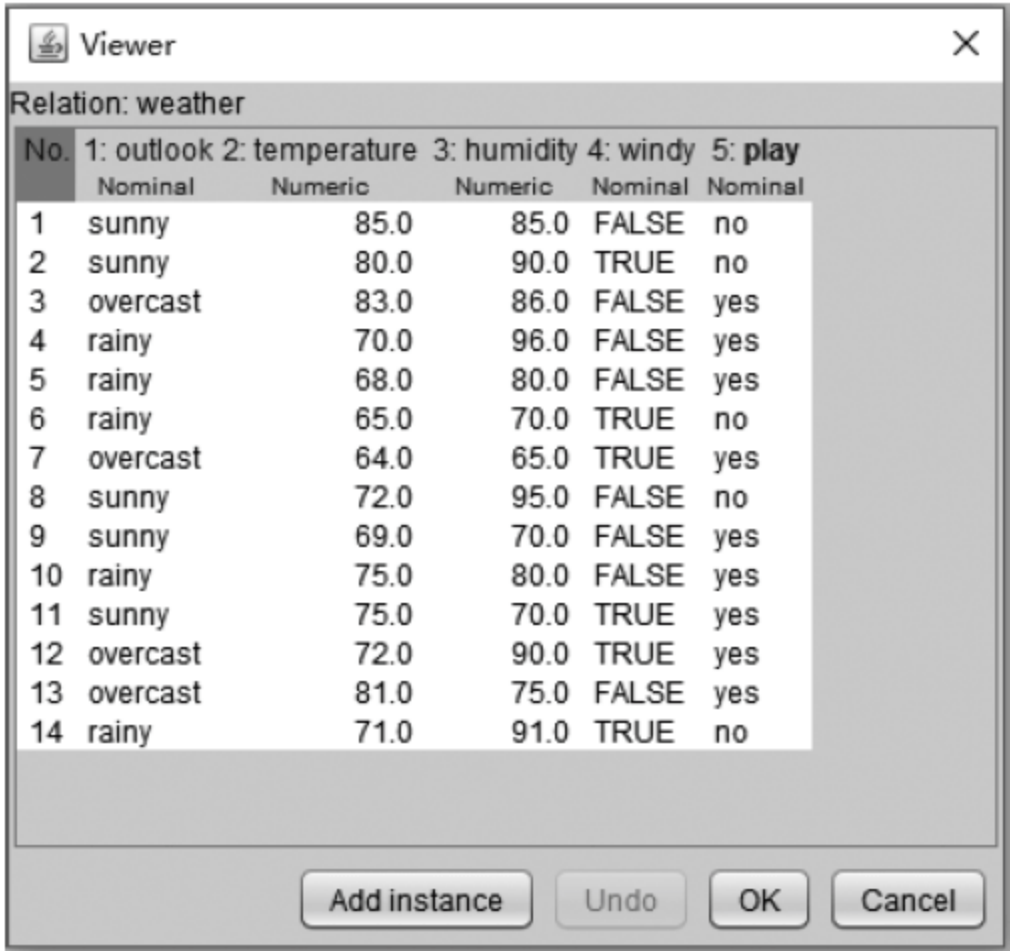 Viewer
Relation: weather
No. 1: outlook 2: temperature 3: humidity 4: windy 5: play
Nominal Numeric Numeric Nominal Nominal
1 sunny 85.0 85.0 FALSE no
2 sunny 80.0 90.0 TRUE no
3 overcast 83.0 86.0 FALSE yes
4 rainy 70.0 96.0 FALSE yes
5 rainy 68.0 80.0 FALSE yes
6 rainy 65.0 70.0 TRUE no
7 overcast 64.0 65.0 TRUE yes
8 sunny 72.0 95.0 FALSE no
9 sunny 69.0 70.0 FALSE yes
10 rainy 75.0 80.0 FALSE yes
11 sunny 75.0 70.0 TRUE yes
12 overcast 72.0 90.0 TRUE yes
13 overcast 81.0 75.0 FALSE yes
14 rainy 71.0 91.0 TRUE no
Add instance Undo OK Cancel